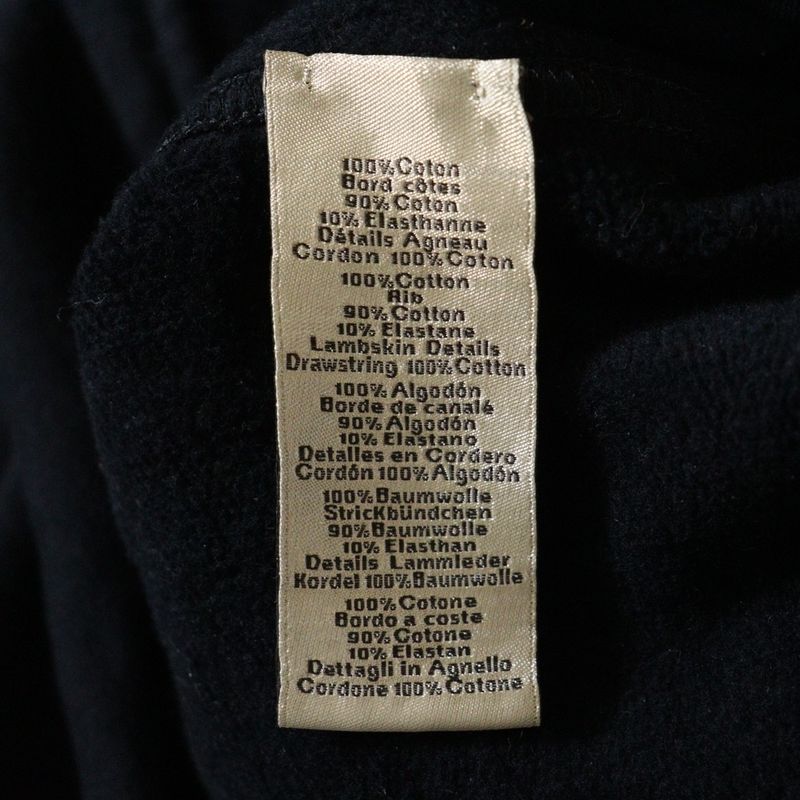 100% Coton
Bord côtes
90% Coton
10% Elasthanne
Détails Agneau
Cordon 100% Coton
100% Cotton
Rib
90% Cotton
10% Elastane
Lambskin Details
Drawstring 100% Cotton
100% Algodón
Borde de canalé
90% Algodón
10% Elastano
Detalles en Cordero
Cordón 100% Algodón
100% Baumwolle
StricKbündchen
90% Baumwolle
10% Elasthan
Details Lammleder
Kordel 100% Baumwolle
100% Cotone
Bordo a coste
90% Cotone
10% Elastan
Dettagli in Agnello
Cordone 100% Cotone